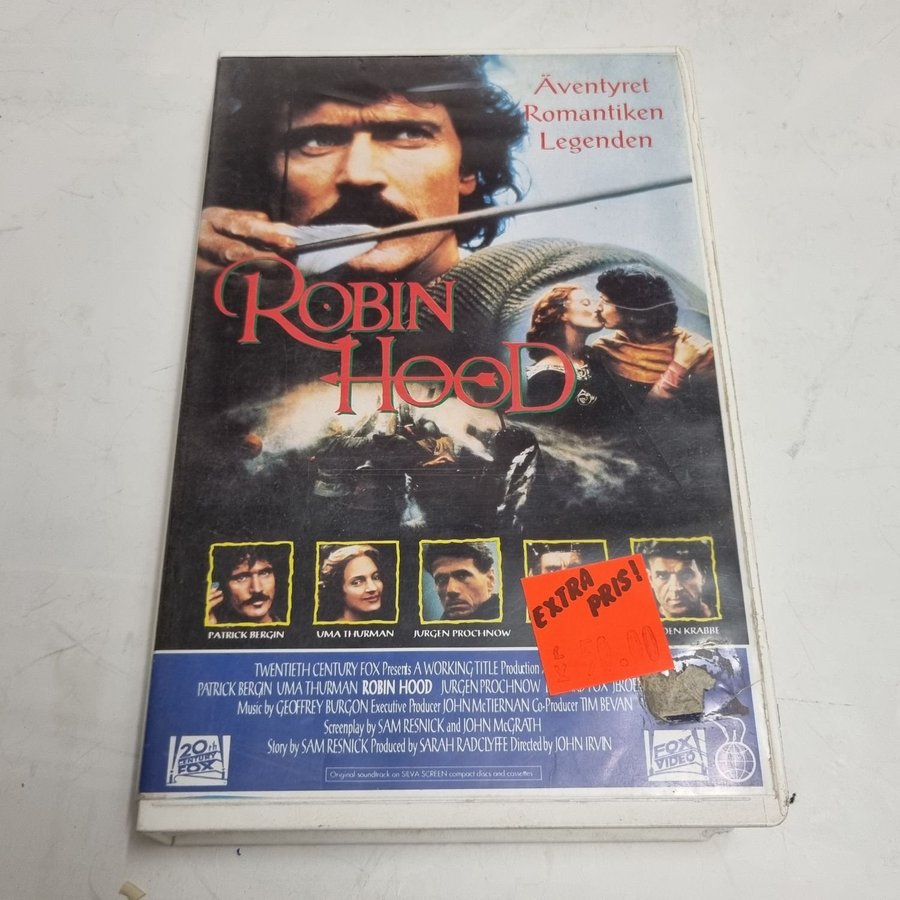 Äventyret
Romantiken
Legenden
ROBIN
HOOD
EXTRA
PRIS!
50.00
PATRICK BERGIN
UMA THURMAN
JURGEN PROCHNOW
KRABBE
TWENTIETH CENTURY FOX Presents A WORKING TITLE Production
PATRICK BERGIN UMA THURMAN ROBIN HOOD JURGEN PROCHNOW FOX
Music by GEOFFREY BURGON Executive Producer JOHN McTIERNAN Co-Producer TIM BEVAN
Screenplay by SAM RESNICK and JOHN McGRATH
Story by SAM RESNICK Produced by SARAH RADCLYFFE Directed by JOHN IRVIN
20th
CENTURY
FOX
FOX
VIDEO
Original soundtrack on SILVA SCREEN compact discs and cassettes